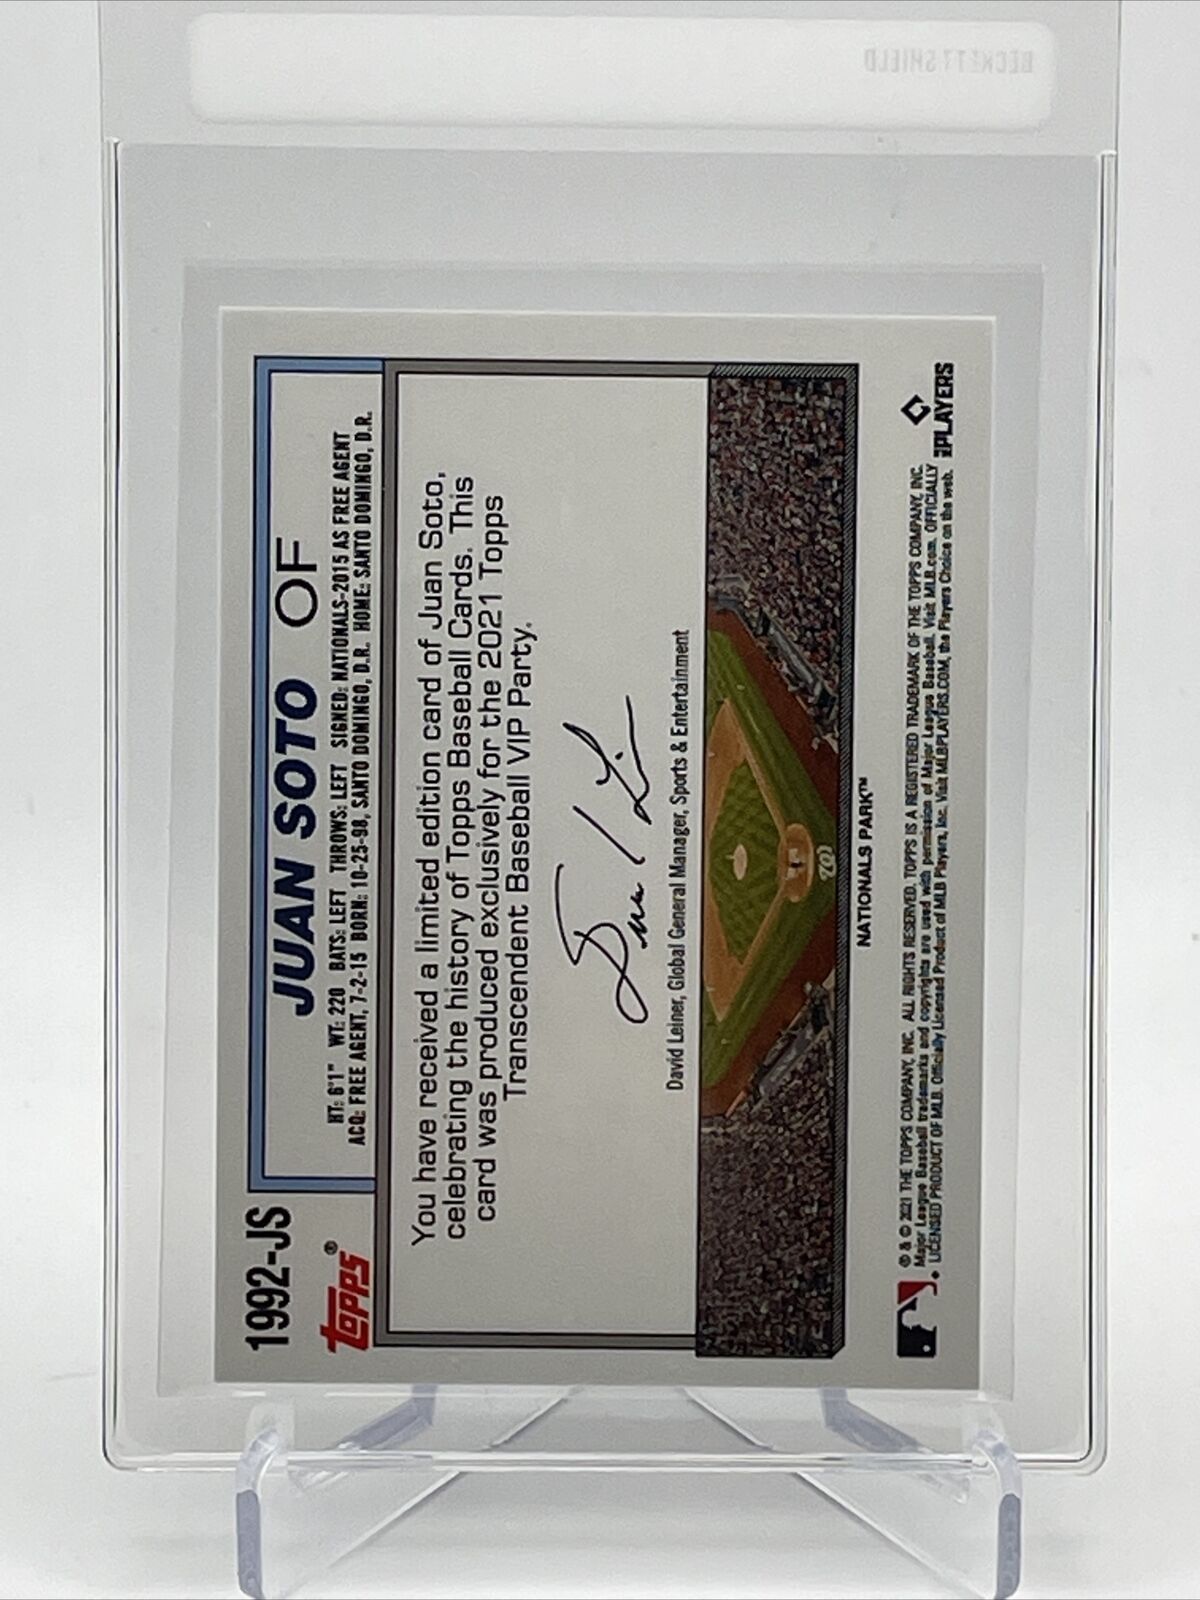 BECKETT SHIELD
1992-JS
JUAN SOTO OF
topps®
HT: 6'1" WT: 220 BATS: LEFT THROWS: LEFT SIGNED: NATIONALS-2015 AS FREE AGENT
ACQ: FREE AGENT, 7-2-15 BORN: 10-25-98, SANTO DOMINGO, D.R. HOME: SANTO DOMINGO, D.R.
You have received a limited edition card of Juan Soto,
celebrating the history of Topps Baseball Cards. This
card was produced exclusively for the 2021 Topps
Transcendent Baseball VIP Party.
David Leiner, Global General Manager, Sports & Entertainment
NATIONALS PARK™
® & © 2021 THE TOPPS COMPANY, INC. ALL RIGHTS RESERVED. TOPPS IS A REGISTERED TRADEMARK OF THE TOPPS COMPANY, INC.
Major League Baseball trademarks and copyrights are used with permission of Major League Baseball. Visit MLB.com. OFFICIALLY
LICENSED PRODUCT OF MLB. Officially Licensed Product of MLB Players, Inc. Visit MLBPLAYERS.COM, the Players Choice on the web.
PLAYERS